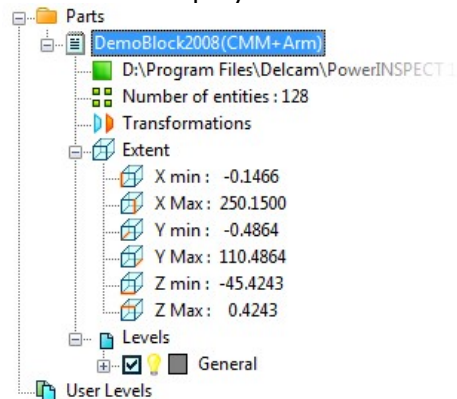 Parts
DemoBlock2008(CMM+Arm)
D:\Program Files\Delcam\PowerINSPECT
Number of entities : 128
Transformations
Extent
X min : -0.1466
X Max : 250.1500
Y min : -0.4864
Y Max : 110.4864
Z min : -45.4243
Z Max : 0.4243
Levels
General
User Levels